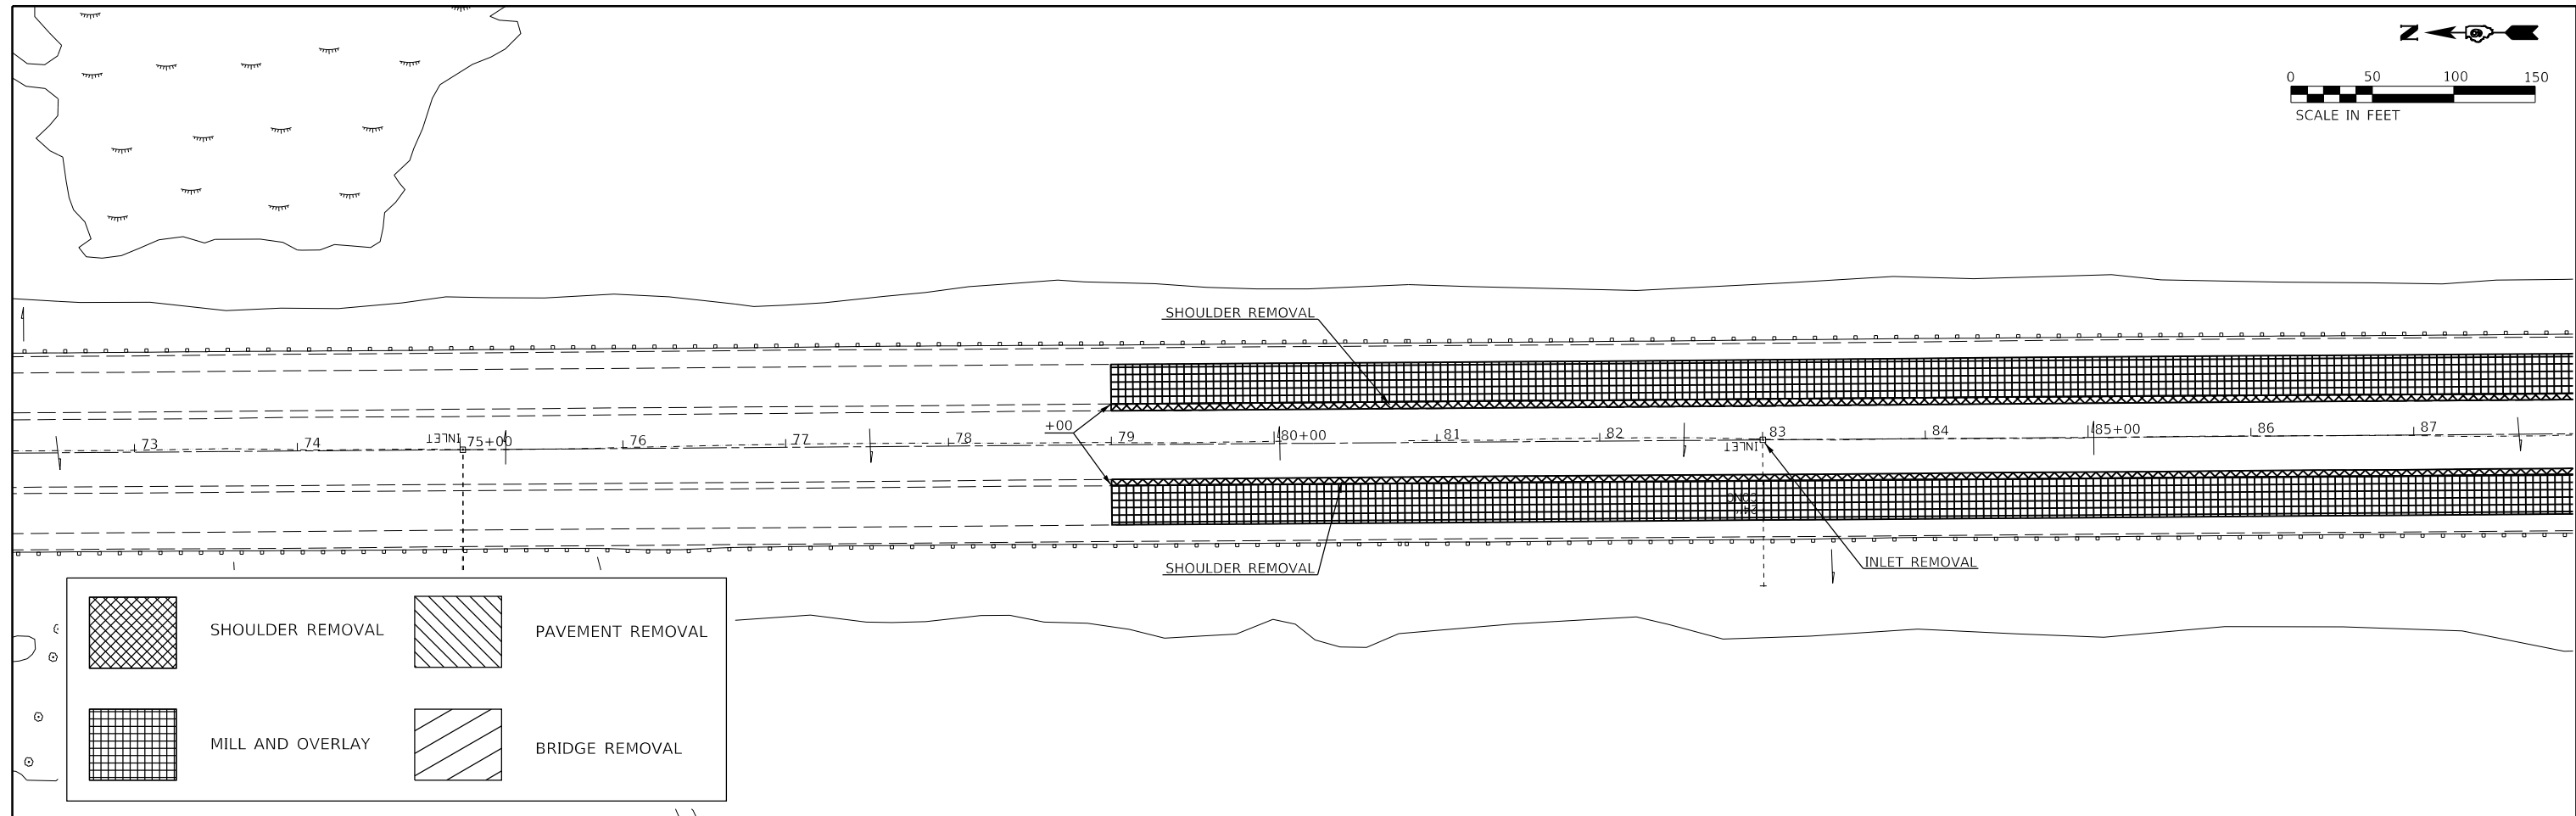 N
0 50 100 150
SCALE IN FEET
SHOULDER REMOVAL
+00
73 74 INLET 75+00 76 77 78 79 80+00 81 82 83 84 85+00 86 87
INLET
24"
CONC
SHOULDER REMOVAL
INLET REMOVAL
SHOULDER REMOVAL PAVEMENT REMOVAL
MILL AND OVERLAY BRIDGE REMOVAL